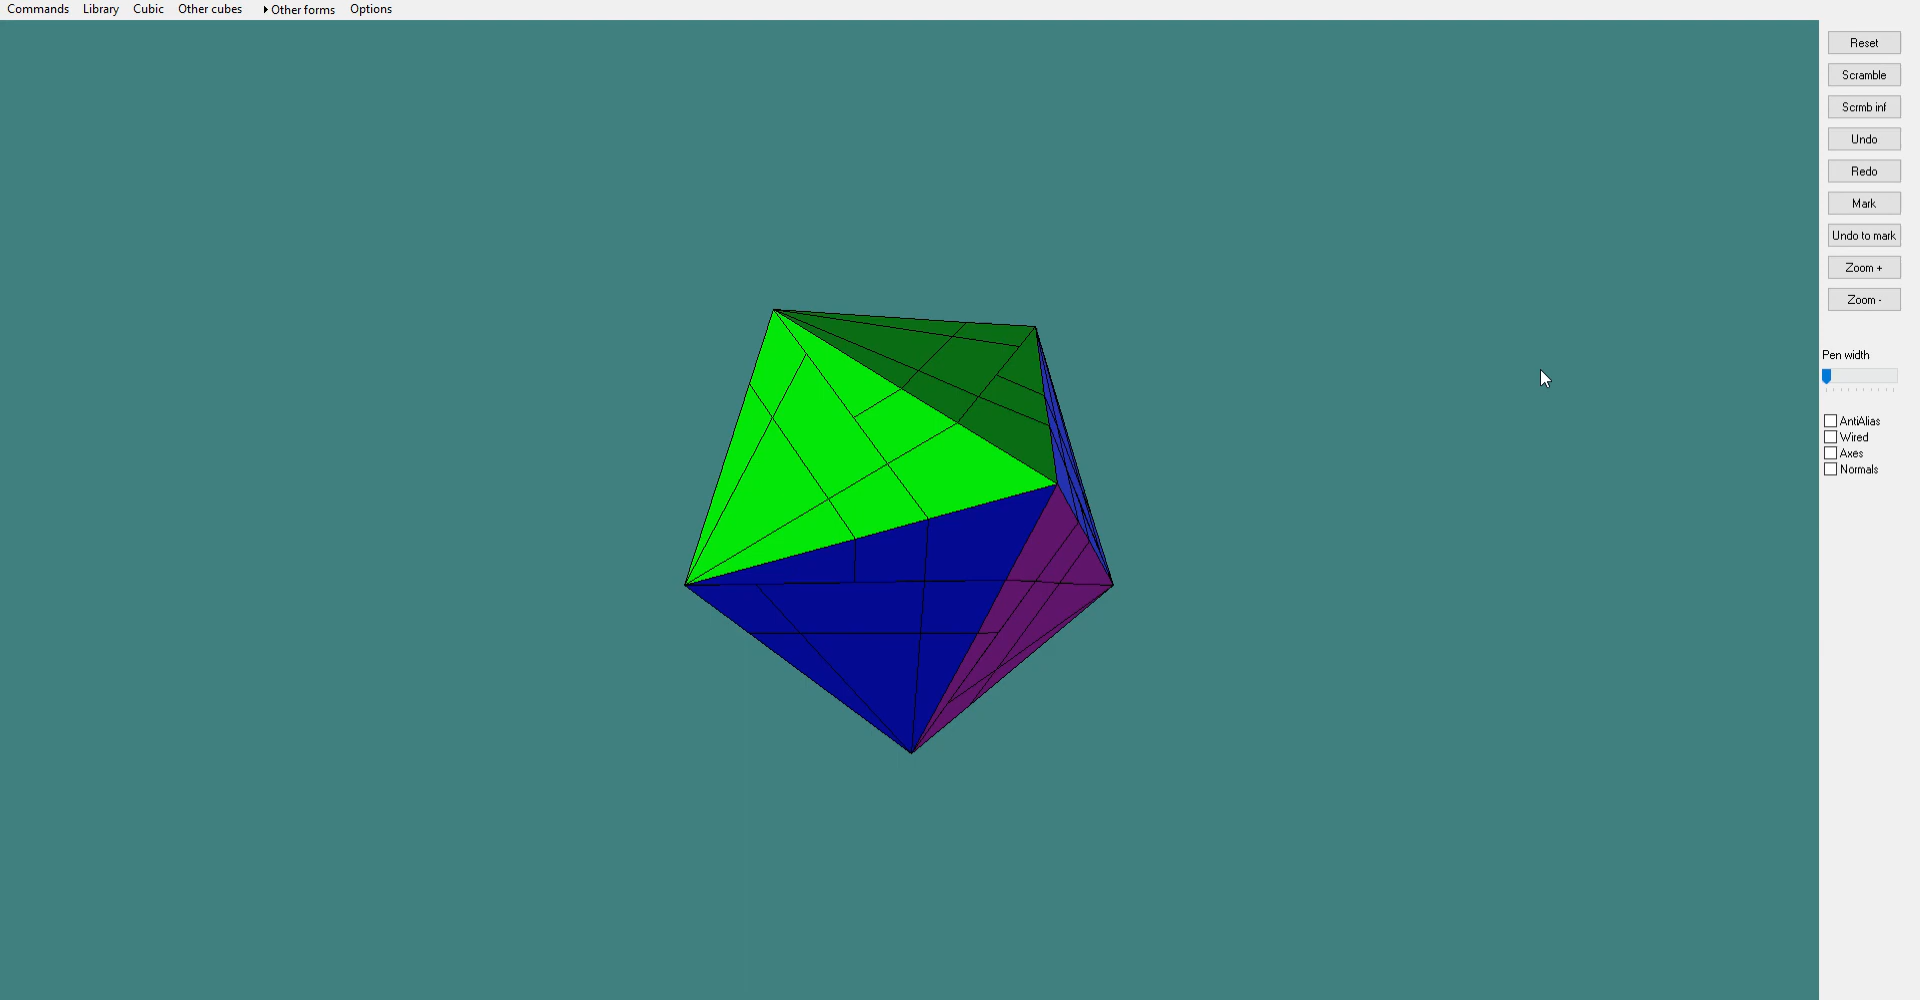 Commands Library Cubic Other cubes Other forms Options
Reset
Scramble
Scrmb inf
Undo
Redo
Mark
Undo to mark
Zoom +
Zoom -
Pen width
AntiAlias
Wired
Axes
Normals